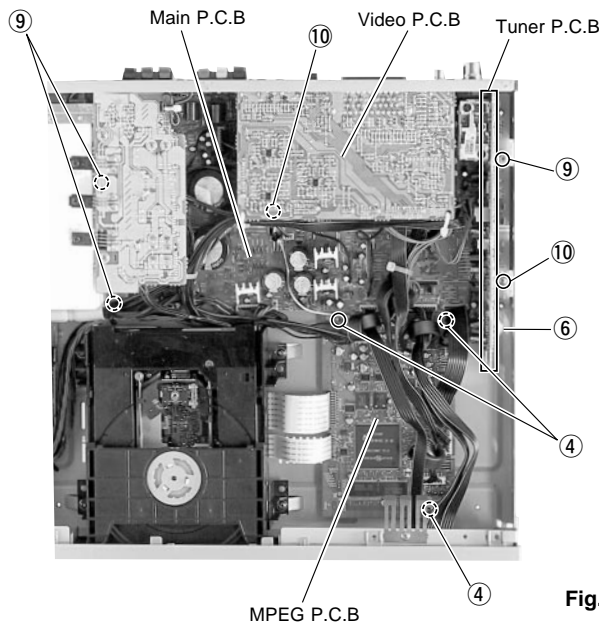 Main P.C.B
Video P.C.B
Tuner P.C.B
⑨
⑩
⑨
⑩
⑥
④
④
MPEG P.C.B
Fig.